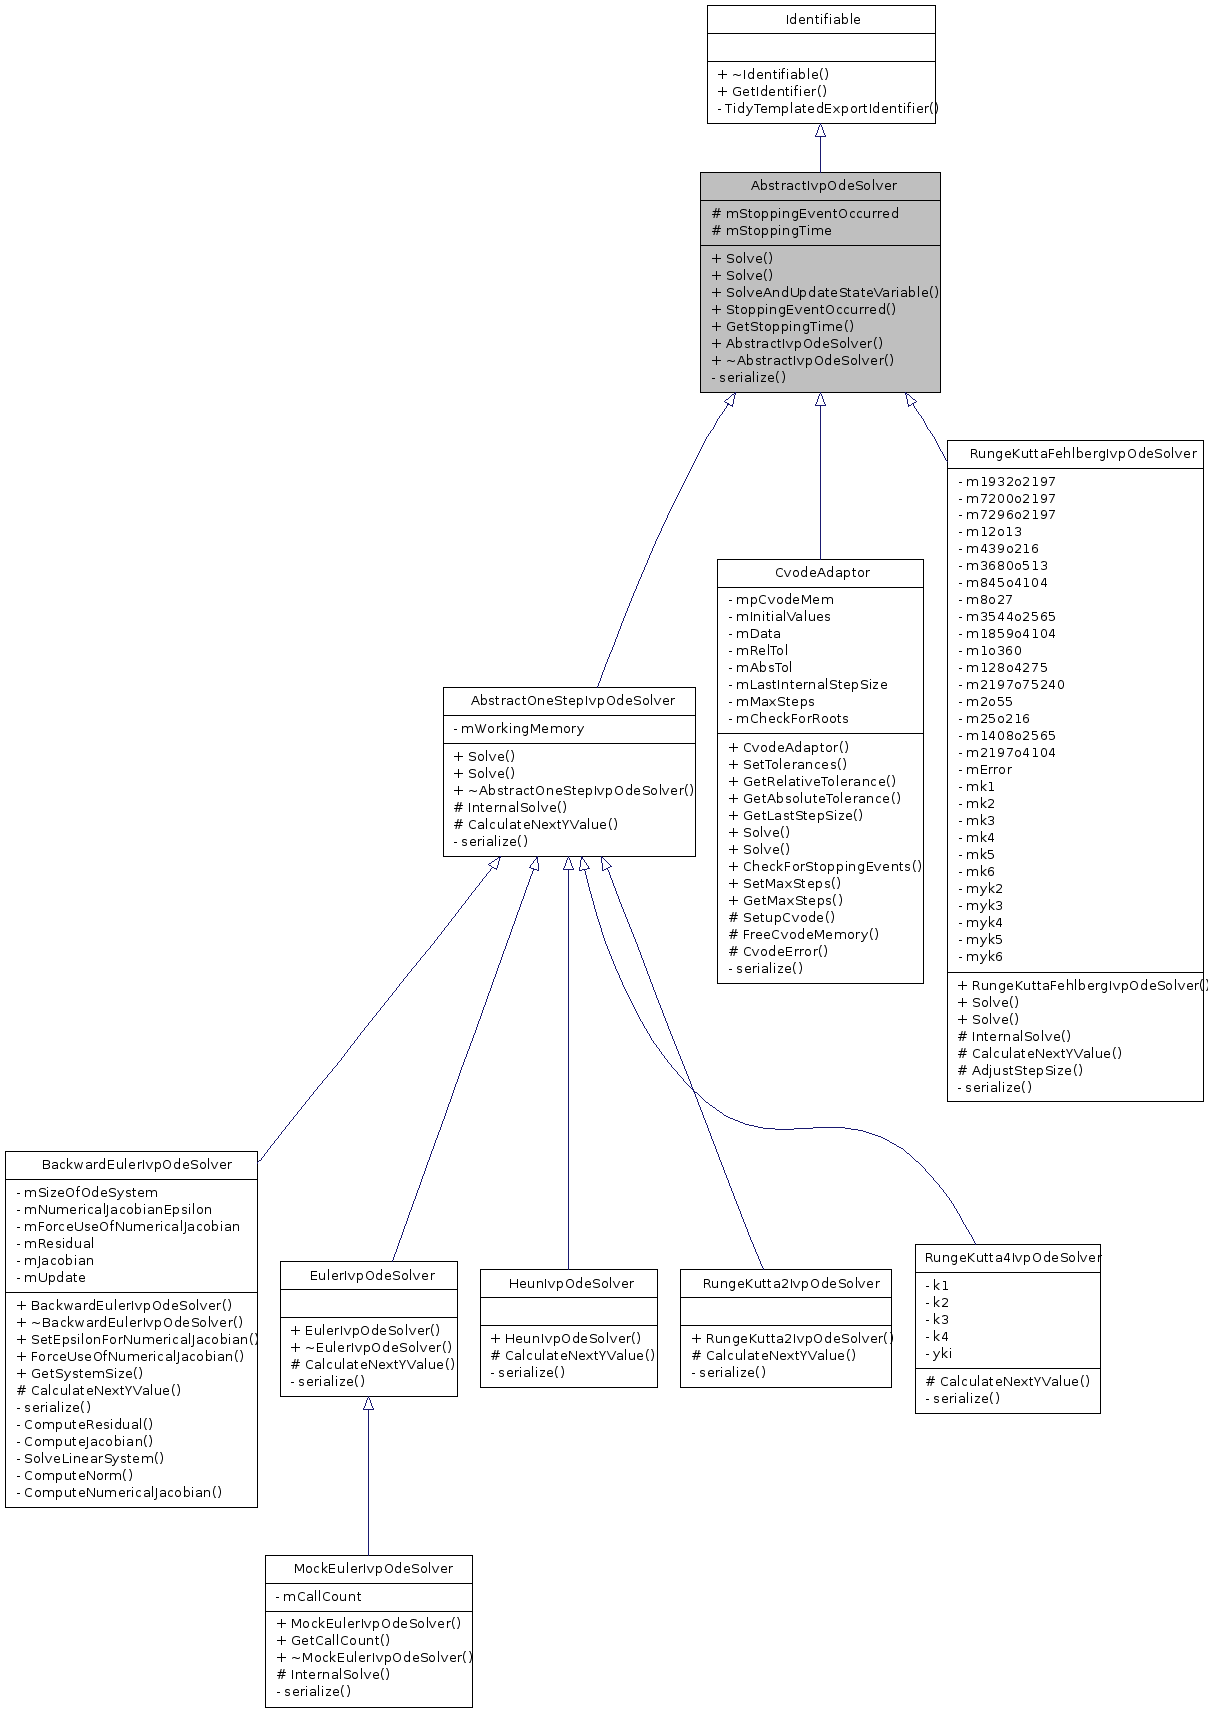 Identifiable
+ ~Identifiable()
+ GetIdentifier()
- TidyTemplatedExportIdentifier()
AbstractIvpOdeSolver
# mStoppingEventOccurred
# mStoppingTime
+ Solve()
+ Solve()
+ SolveAndUpdateStateVariable()
+ StoppingEventOccurred()
+ GetStoppingTime()
+ AbstractIvpOdeSolver()
+ ~AbstractIvpOdeSolver()
- serialize()
RungeKuttaFehlbergIvpOdeSolver
- m1932o2197
- m7200o2197
- m7296o2197
- m12o13
- m439o216
- m3680o513
- m845o4104
- m8o27
- m3544o2565
- m1859o4104
- m1o360
- m128o4275
- m2197o75240
- m2o55
- m25o216
- m1408o2565
- m2197o4104
- mError
- mk1
- mk2
- mk3
- mk4
- mk5
- mk6
- myk2
- myk3
- myk4
- myk5
- myk6
+ RungeKuttaFehlbergIvpOdeSolver()
+ Solve()
+ Solve()
# InternalSolve()
# CalculateNextYValue()
# AdjustStepSize()
- serialize()
CvodeAdaptor
- mpCvodeMem
- mInitialValues
- mData
- mRelTol
- mAbsTol
- mLastInternalStepSize
- mMaxSteps
- mCheckForRoots
+ CvodeAdaptor()
+ SetTolerances()
+ GetRelativeTolerance()
+ GetAbsoluteTolerance()
+ GetLastStepSize()
+ Solve()
+ Solve()
+ CheckForStoppingEvents()
+ SetMaxSteps()
+ GetMaxSteps()
# SetupCvode()
# FreeCvodeMemory()
# CvodeError()
- serialize()
AbstractOneStepIvpOdeSolver
- mWorkingMemory
+ Solve()
+ Solve()
+ ~AbstractOneStepIvpOdeSolver()
# InternalSolve()
# CalculateNextYValue()
- serialize()
BackwardEulerIvpOdeSolver
- mSizeOfOdeSystem
- mNumericalJacobianEpsilon
- mForceUseOfNumericalJacobian
- mResidual
- mJacobian
- mUpdate
+ BackwardEulerIvpOdeSolver()
+ ~BackwardEulerIvpOdeSolver()
+ SetEpsilonForNumericalJacobian()
+ ForceUseOfNumericalJacobian()
+ GetSystemSize()
# CalculateNextYValue()
- serialize()
- ComputeResidual()
- ComputeJacobian()
- SolveLinearSystem()
- ComputeNorm()
- ComputeNumericalJacobian()
EulerIvpOdeSolver
+ EulerIvpOdeSolver()
+ ~EulerIvpOdeSolver()
# CalculateNextYValue()
- serialize()
HeunIvpOdeSolver
+ HeunIvpOdeSolver()
# CalculateNextYValue()
- serialize()
RungeKutta2IvpOdeSolver
+ RungeKutta2IvpOdeSolver()
# CalculateNextYValue()
- serialize()
RungeKutta4IvpOdeSolver
- k1
- k2
- k3
- k4
- yki
# CalculateNextYValue()
- serialize()
MockEulerIvpOdeSolver
- mCallCount
+ MockEulerIvpOdeSolver()
+ GetCallCount()
+ ~MockEulerIvpOdeSolver()
# InternalSolve()
- serialize()